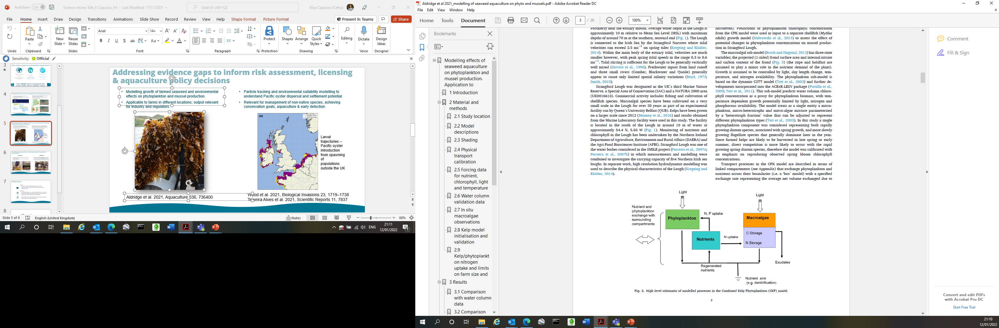 AutoSave Off Science review Talk_E Capuzzo_V4 - Last Modified: 17/11/2021
Search (Alt+Q)
Elisa Capuzzo (Cefas)
File Home Insert Draw Design Transitions Animations Slide Show Record Review View Help Shape Format Picture Format
Present in Teams Share
Paste New Slide Reuse Slides Arial 14+ Protect Shapes Arrange Quick Styles Editing Dictate Design Ideas
Undo Clipboard Slides Font Paragraph Protection Drawing Voice Designer
Sensitivity: Official
3
4
5
6
7
8
Addressing evidence gaps to inform risk assessment, licensing
& aquaculture policy decisions
• Modelling growth of farmed seaweed and environmental
effects on phytoplankton and mussel production.
• Applicable to farms in different locations; output relevant
for industry and regulators.
• Particle tracking and environmental suitability modelling to
understand Pacific oyster dispersal and settlement potential.
• Relevant for management of non-native species, achieving
conservation goals, aquaculture & early detection.
(A)
Larval
trajectories –
Pacific oyster
introduction
from spawning
of
populations
outside the UK
Aldridge et al. 2021, Aquaculture 536, 736400
Wood et al. 2021, Biological Invasions 23, 1719–1738
Teixeira Alves et al. 2021, Scientific Reports 11, 7837
Slide 5 of 8 English (United Kingdom) Notes 66%
ENG
21:11
12/01/2022
Aldridge et al 2021_modelling of seaweed aquaculture on phyto and mussels.pdf - Adobe Acrobat Reader DC
File Edit View Window Help
Home Tools Document 3 / 20 100%
Bookmarks
Modelling effects of
seaweed aquaculture
on phytoplankton and
mussel production.
Application to
1 Introduction
2 Material and
methods
2.1 Study location
2.2 Model
descriptions
2.3 Shading
2.4 Physical
transport
calibration
2.5 Forcing data
for nutrient,
chlorophyll, light
and temperature
2.6 Water column
validation data
2.7 In situ
macroalgae
observations
2.8 Kelp model
initialisation and
validation
2.9
Kelp/phytoplankt
on nitrogen
uptake and limits
on farm size and
3 Results
3.1 Comparison
with water column
data
3.2 Comparison
Portaferry near the estuary mouth. Average water depth in the Lough is
approximately 10 m relative to Mean Sea Level (MSL) with maximum
depths of around 70 m at the southern, seaward end (Fig. 1). The Lough
is connected to the Irish Sea by the Strangford Narrows where tidal
velocities can exceed 2.5 ms−1 on spring tides (Kregting and Elsäßer,
2014). Within the main body of the estuary tidal, velocities are much
smaller however, with peak spring tidal speeds in the range 0.3 to 0.6
ms−1. Tidal stirring is sufficient for the Lough to be generally vertically
well mixed (Service et al., 1996). Freshwater inputs from land runoff
and three small rivers (Comber, Blackwater and Quoile) generally
appear to cause only limited spatial salinity variations (Boyd, 1973;
Smith, 2010).
Strangford Lough was designated as the UK's third Marine Nature
Reserve, a Special Area of Conservation (SAC) and a NATURA 2000 area
(UK0016618). Commercial activity includes fishing and cultivation of
shellfish species. Macroalgal species have been cultivated on a very
small scale in the Lough for over 20 years as part of an experimental
facility run by Queen's University Belfast (QUB). Kelps have been grown
on a larger scale since 2012 (Mooney et al., 2016) and results obtained
from the Marine Laboratory facility were used in this study. The facility
is located in the south of the Lough in around 10 m of water at
approximately 54.4 N, 5.58 W (Fig. 1). Monitoring of nutrients and
chlorophyll in the Lough has been undertaken by the Northern Ireland
Department of Agriculture, Environment and Rural Affairs (DAERA) and
the Agri-Food Biosciences Institute (AFBI). Strangford Lough was one of
the water bodies considered in the SMILE project (Ferreira et al., 2007a;
Ferreira et al., 2007b) in which measurements and modelling were
combined to investigate the carrying capacity of five Northern Irish sea
loughs. In separate work, high resolution hydrodynamic modelling was
used to describe the physical characteristics of the Lough (Kregting and
Elsäßer, 2014).
saccharina). Predictions of phytoplankton chlorophyll concentration
from the CPK model were used as input to a separate shellfish (Mytilus
edulis) growth model (Dabrowski et al., 2013) to assess the effect of
potential changes in phytoplankton concentrations on mussel produc-
tion in Strangford Lough.
The macroalgal sub-model (Broch and Slagstad, 2012) has three state
variables; the projected (1-sided) frond surface area and internal nitrate
and carbon content of the frond (Fig. 3) (the stipe and holdfast are
assumed to play a minor role in the nutrient demand of the plant).
Growth is assumed to be controlled by light, day length change, tem-
perature, and nitrogen availability. The phytoplankton sub-model is
based on the dynamic CSTT model (Tett et al., 2003) and further de-
velopments incorporated into the ACExR-LESV package (Portilla et al.,
2009; Tett et al., 2011). This sub-model predicts water column chloro-
phyll concentration as a proxy for phytoplankton biomass, with tem-
perature dependent growth potentially limited by light, nitrogen and
phosphorous availability. The model treats as a single entity a micro-
plankton, micro-heterotrophs and micro-algae mixture parameterised
by a 'heterotroph fraction' value that can be adjusted to represent
different phytoplankton types (Tett et al., 2003). In this study a single
phytoplankton component was considered representing both rapidly
growing diatom species, associated with spring growth, and more slowly
growing flagellate species that generally dominate later in the year.
Since farmed kelps are likely to be harvested in late spring or early
summer, direct competition is more likely to occur with the rapid
growing spring diatom species, therefore the model was calibrated with
an emphasis on reproducing observed spring bloom chlorophyll
concentrations.
Transport processes in the CPK model are described in terms of
linked compartments (see Appendix) that exchange phytoplankton and
nutrients across their boundaries (i.e. a 'box' model) with a specified
exchange rate representing the average net volume exchanged due to
Light
Light
Nutrient and
phytoplankton
exchange with
surrounding
compartments
Phytoplankton
N, P uptake
Macroalgae
C Storage
N Storage
Nutrients
N uptake
Regenerated
nutrients
Exudates
Nutrient sink
(e.g. denitrification)
Fig. 2. High level schematic of modelled processes in the Combined Kelp Phytoplankton (CKP) model.
3
Comment
Fill & Sign
Convert and edit PDFs
with Acrobat Pro DC
Start Free Trial
21:10
12/01/2022